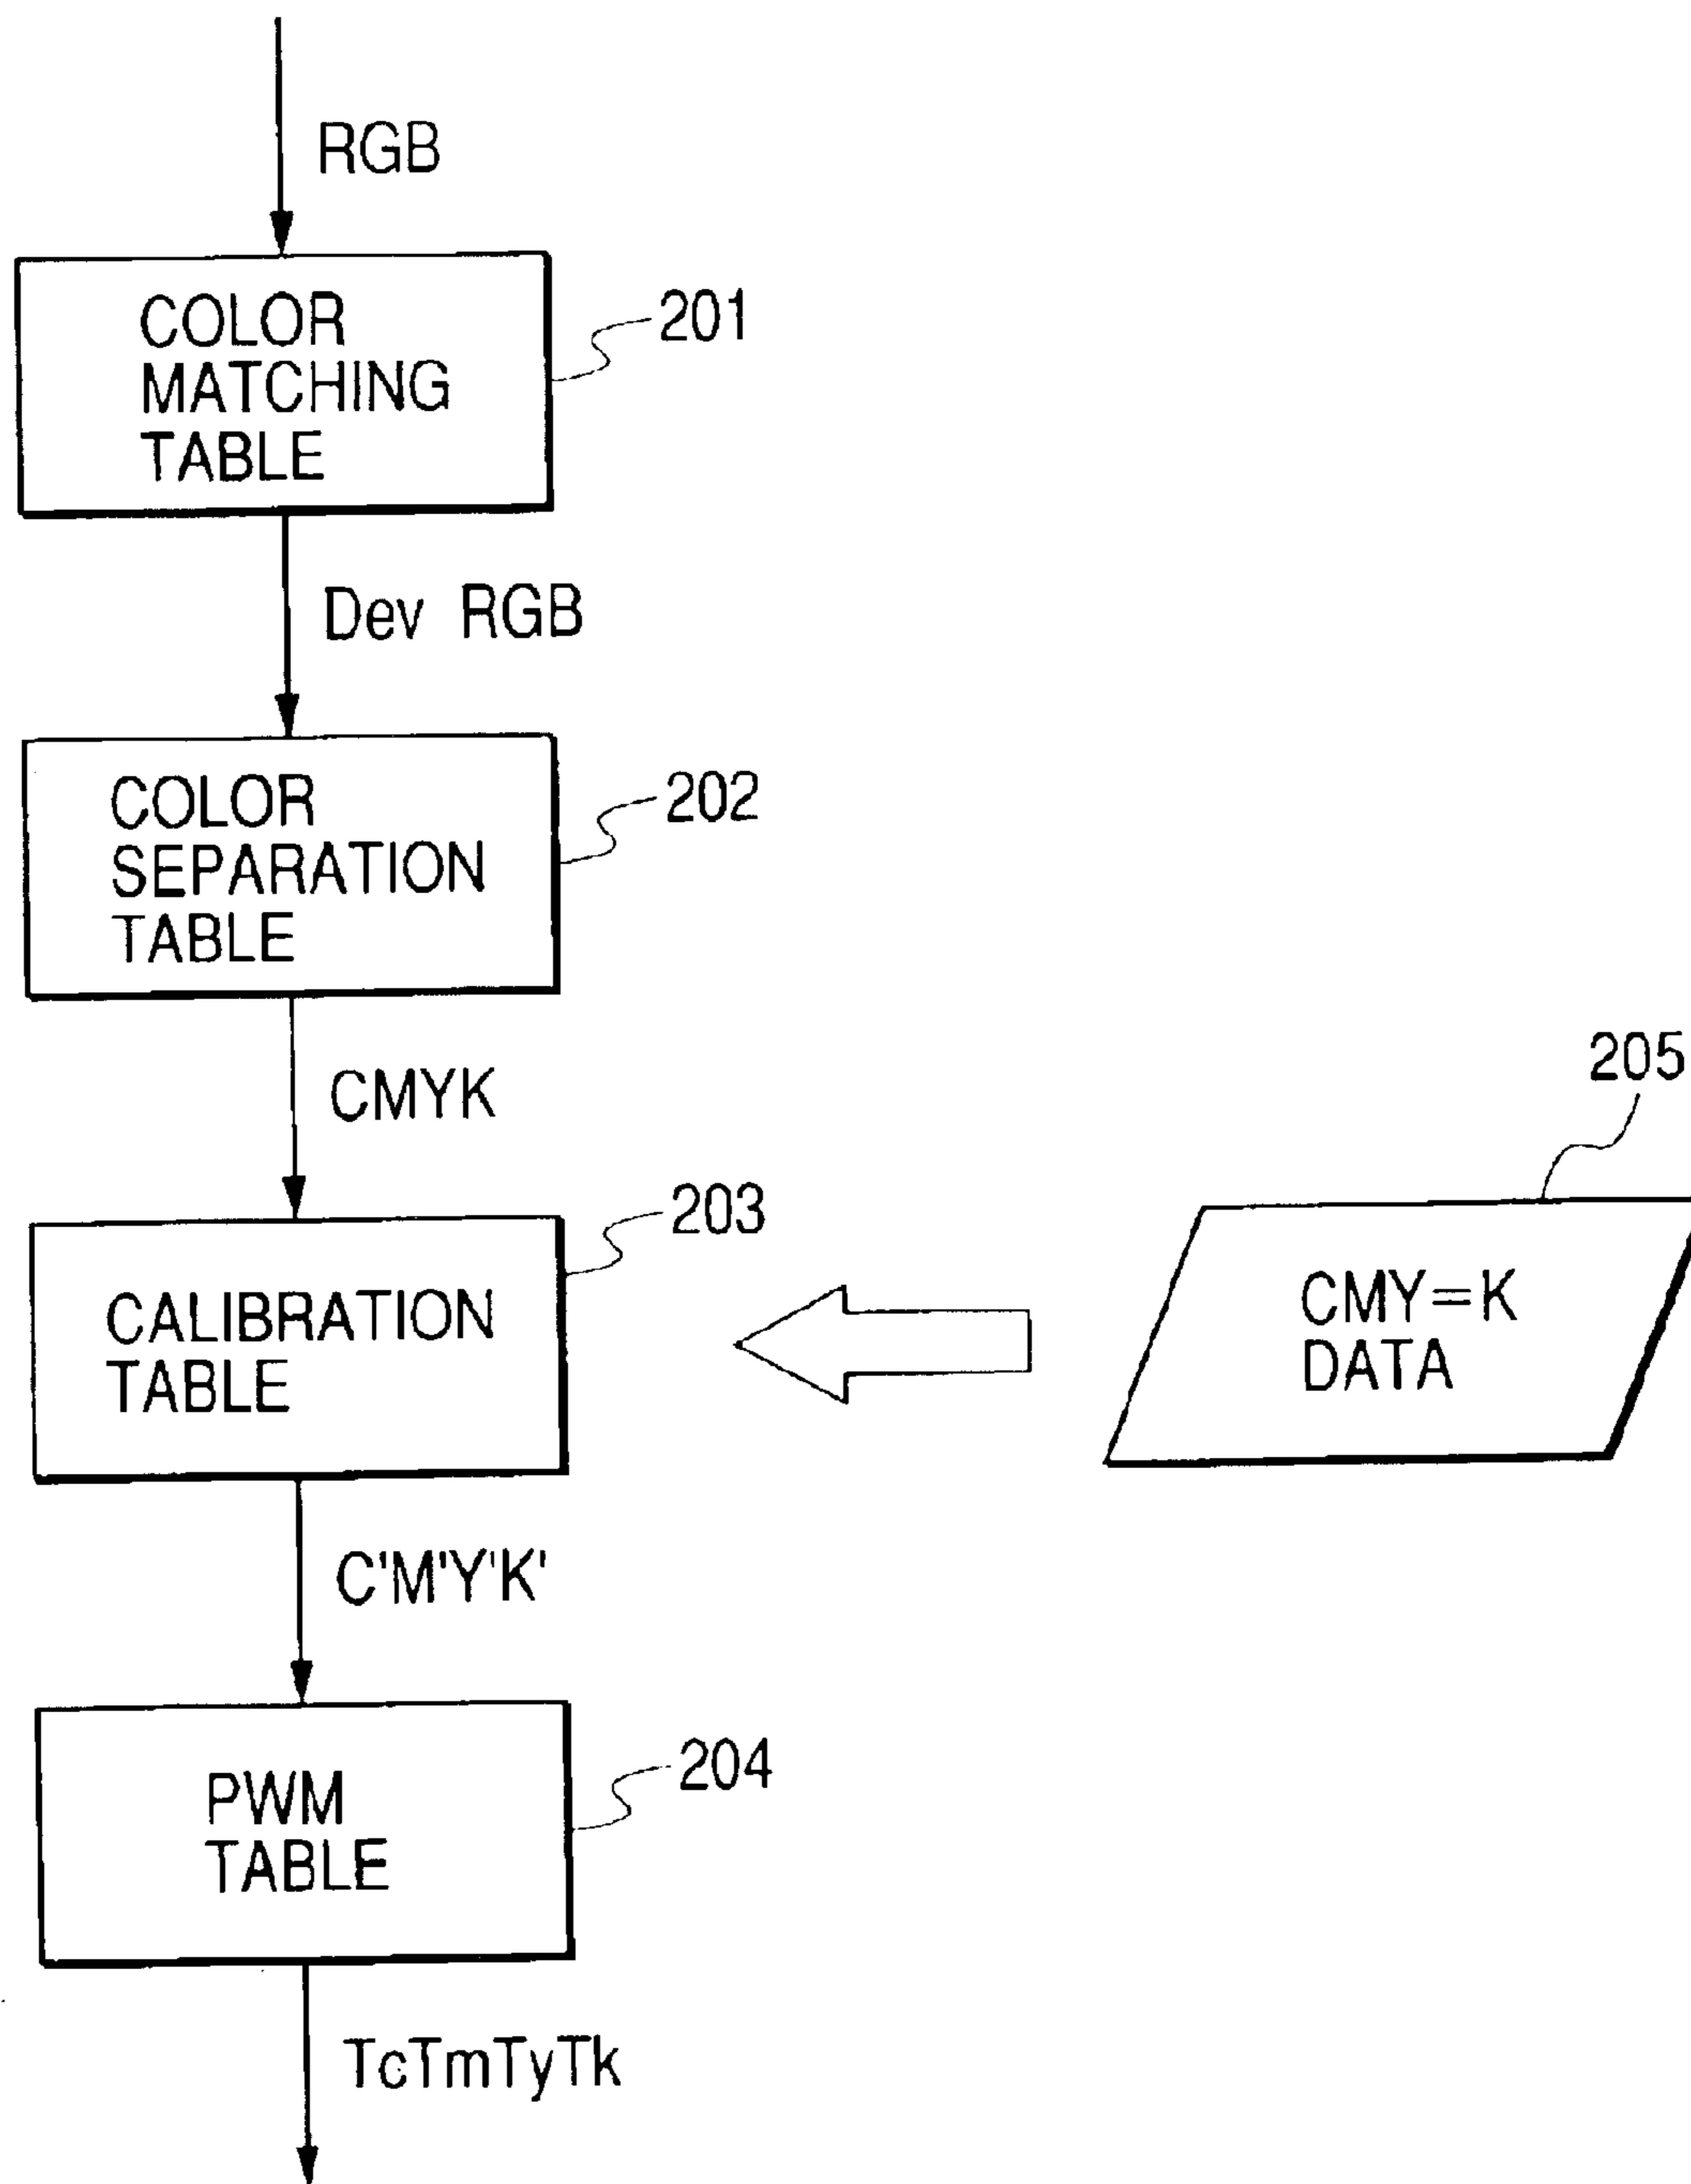 RGB
COLOR
MATCHING
TABLE
201
Dev RGB
COLOR
SEPARATION
TABLE
202
CMYK
205
CALIBRATION
TABLE
203
CMY=K
DATA
C'M'Y'K'
PWM
TABLE
204
TcTmTyTk